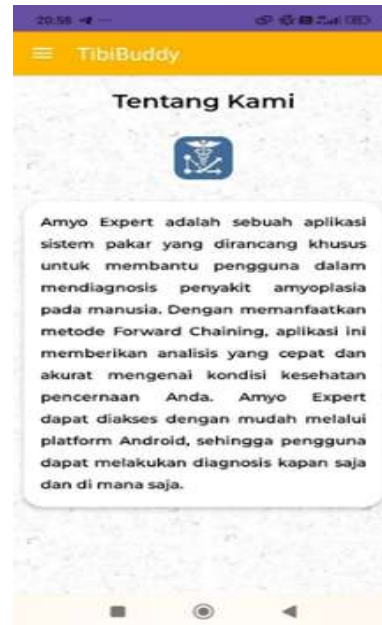 20:58
TibiBuddy
Tentang Kami
Amyo Expert adalah sebuah aplikasi
sistem pakar yang dirancang khusus
untuk membantu pengguna dalam
mendiagnosis penyakit amyoplasia
pada manusia. Dengan memanfaatkan
metode Forward Chaining, aplikasi ini
memberikan analisis yang cepat dan
akurat mengenai kondisi kesehatan
pencernaan Anda. Amyo Expert
dapat diakses dengan mudah melalui
platform Android, sehingga pengguna
dapat melakukan diagnosis kapan saja
dan di mana saja.